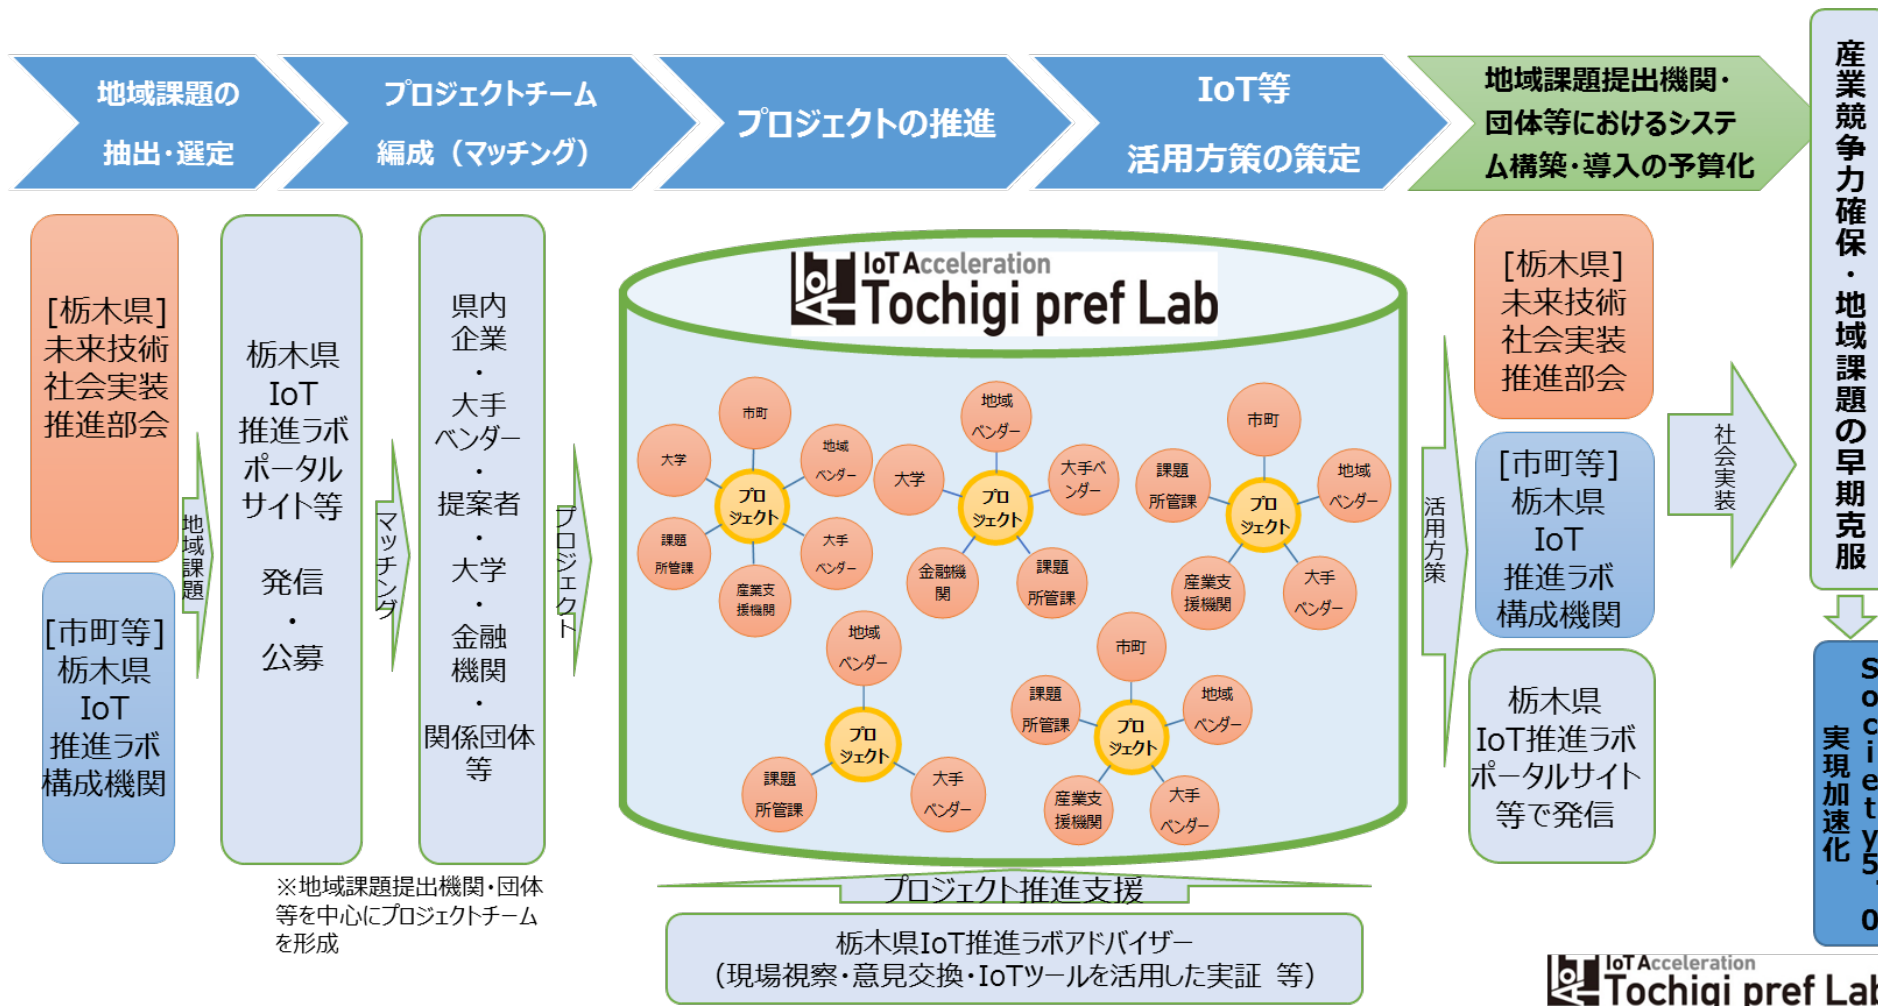 地域課題の
抽出・選定
プロジェクトチーム
編成（マッチング）
プロジェクトの推進
IoT等
活用方策の策定
地域課題提出機関・
団体等におけるシステ
ム構築・導入の予算化
産業競争力確保・地域課題の早期克服
[栃木県]
未来技術
社会実装
推進部会
[市町等]
栃木県
IoT
推進ラボ
構成機関
地域課題
栃木県
IoT
推進ラボ
ポータル
サイト等
発信
・
公募
マッチング
県内
企業
・
大手
ベンダー
・
提案者
・
大学
・
金融
機関
・
関係団体
等
プロジェクト
※地域課題提出機関・団体
等を中心にプロジェクトチーム
を形成
IoT Acceleration
Tochigi pref Lab
市町
大学
地域
ベンダー
プロ
ジェクト
課題
所管課
大手
ベンダー
産業支
援機関
地域
ベンダー
大学
大手ベ
ンダー
プロ
ジェクト
金融機
関
課題
所管課
市町
課題
所管課
地域
ベンダー
プロ
ジェクト
産業支
援機関
大手
ベンダー
地域
ベンダー
プロ
ジェクト
課題
所管課
大手
ベンダー
市町
課題
所管課
地域
ベンダー
プロ
ジェクト
産業支
援機関
大手
ベンダー
プロジェクト推進支援
栃木県IoT推進ラボアドバイザー
（現場視察・意見交換・IoTツールを活用した実証 等）
活用方策
[栃木県]
未来技術
社会実装
推進部会
[市町等]
栃木県
IoT
推進ラボ
構成機関
栃木県
IoT推進ラボ
ポータルサイト
等で発信
社会実装
Society5.0
実現加速化
IoT Acceleration
Tochigi pref Lab